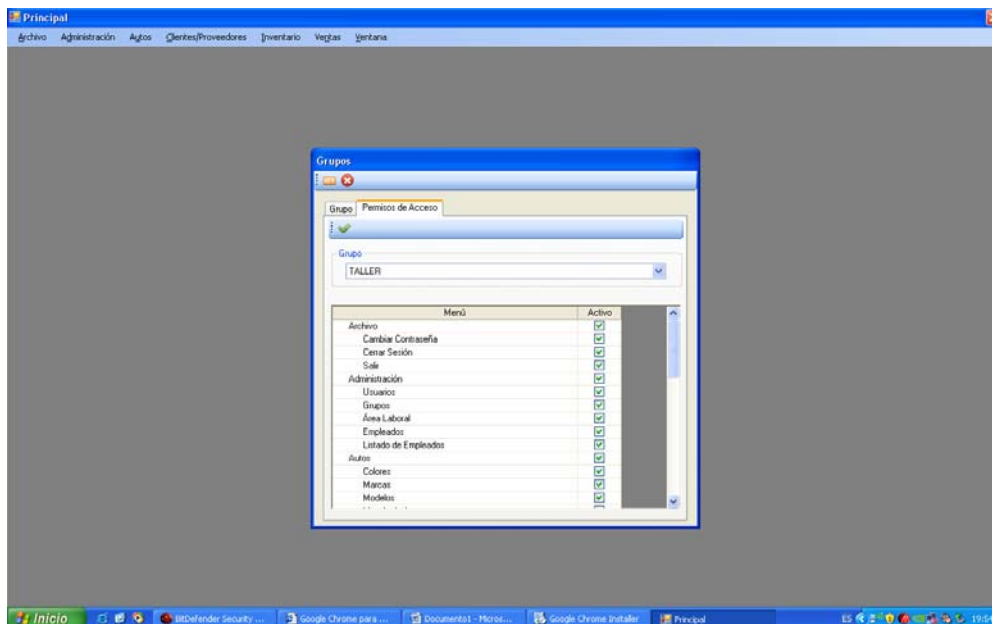 Principal
Archivo Administración Autos Clientes/Proveedores Inventario Ventas Ventana
Grupos
Grupo Permisos de Acceso
Grupo
TALLER
Menú Activo
Archivo
Cambiar Contraseña
Cerrar Sesión
Salir
Administración
Usuarios
Grupos
Área Laboral
Empleados
Listado de Empleados
Autos
Colores
Marcas
Modelos
Inicio BitDefender Security ... Google Chrome para ... Documento1 - Micros... Google Chrome Installer Principal ES 19:54